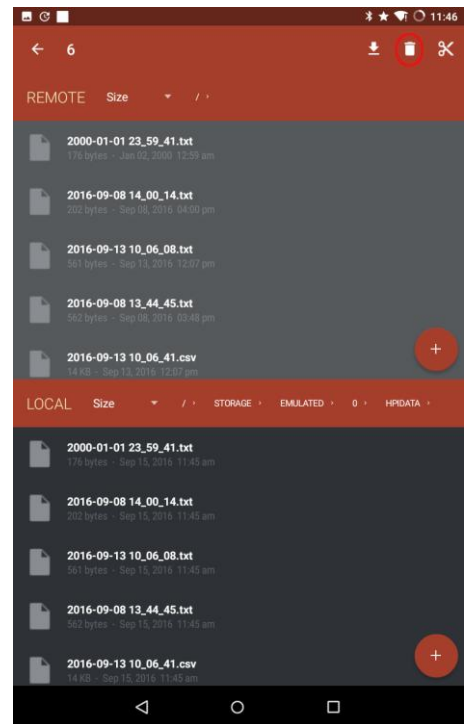 11:46
6
REMOTE Size /
2000-01-01 23_59_41.txt
176 bytes - Jan 02, 2000 12:59 am
2016-09-08 14_00_14.txt
202 bytes - Sep 08, 2016 04:00 pm
2016-09-13 10_06_08.txt
561 bytes - Sep 13, 2016 12:07 pm
2016-09-08 13_44_45.txt
562 bytes - Sep 08, 2016 03:48 pm
2016-09-13 10_06_41.csv
14 KB - Sep 13, 2016 12:07 pm
LOCAL Size / STORAGE EMULATED 0 HPIDATA
2000-01-01 23_59_41.txt
176 bytes - Sep 15, 2016 11:45 am
2016-09-08 14_00_14.txt
202 bytes - Sep 15, 2016 11:45 am
2016-09-13 10_06_08.txt
561 bytes - Sep 15, 2016 11:45 am
2016-09-08 13_44_45.txt
562 bytes - Sep 15, 2016 11:45 am
2016-09-13 10_06_41.csv
14 KB - Sep 15, 2016 11:45 am